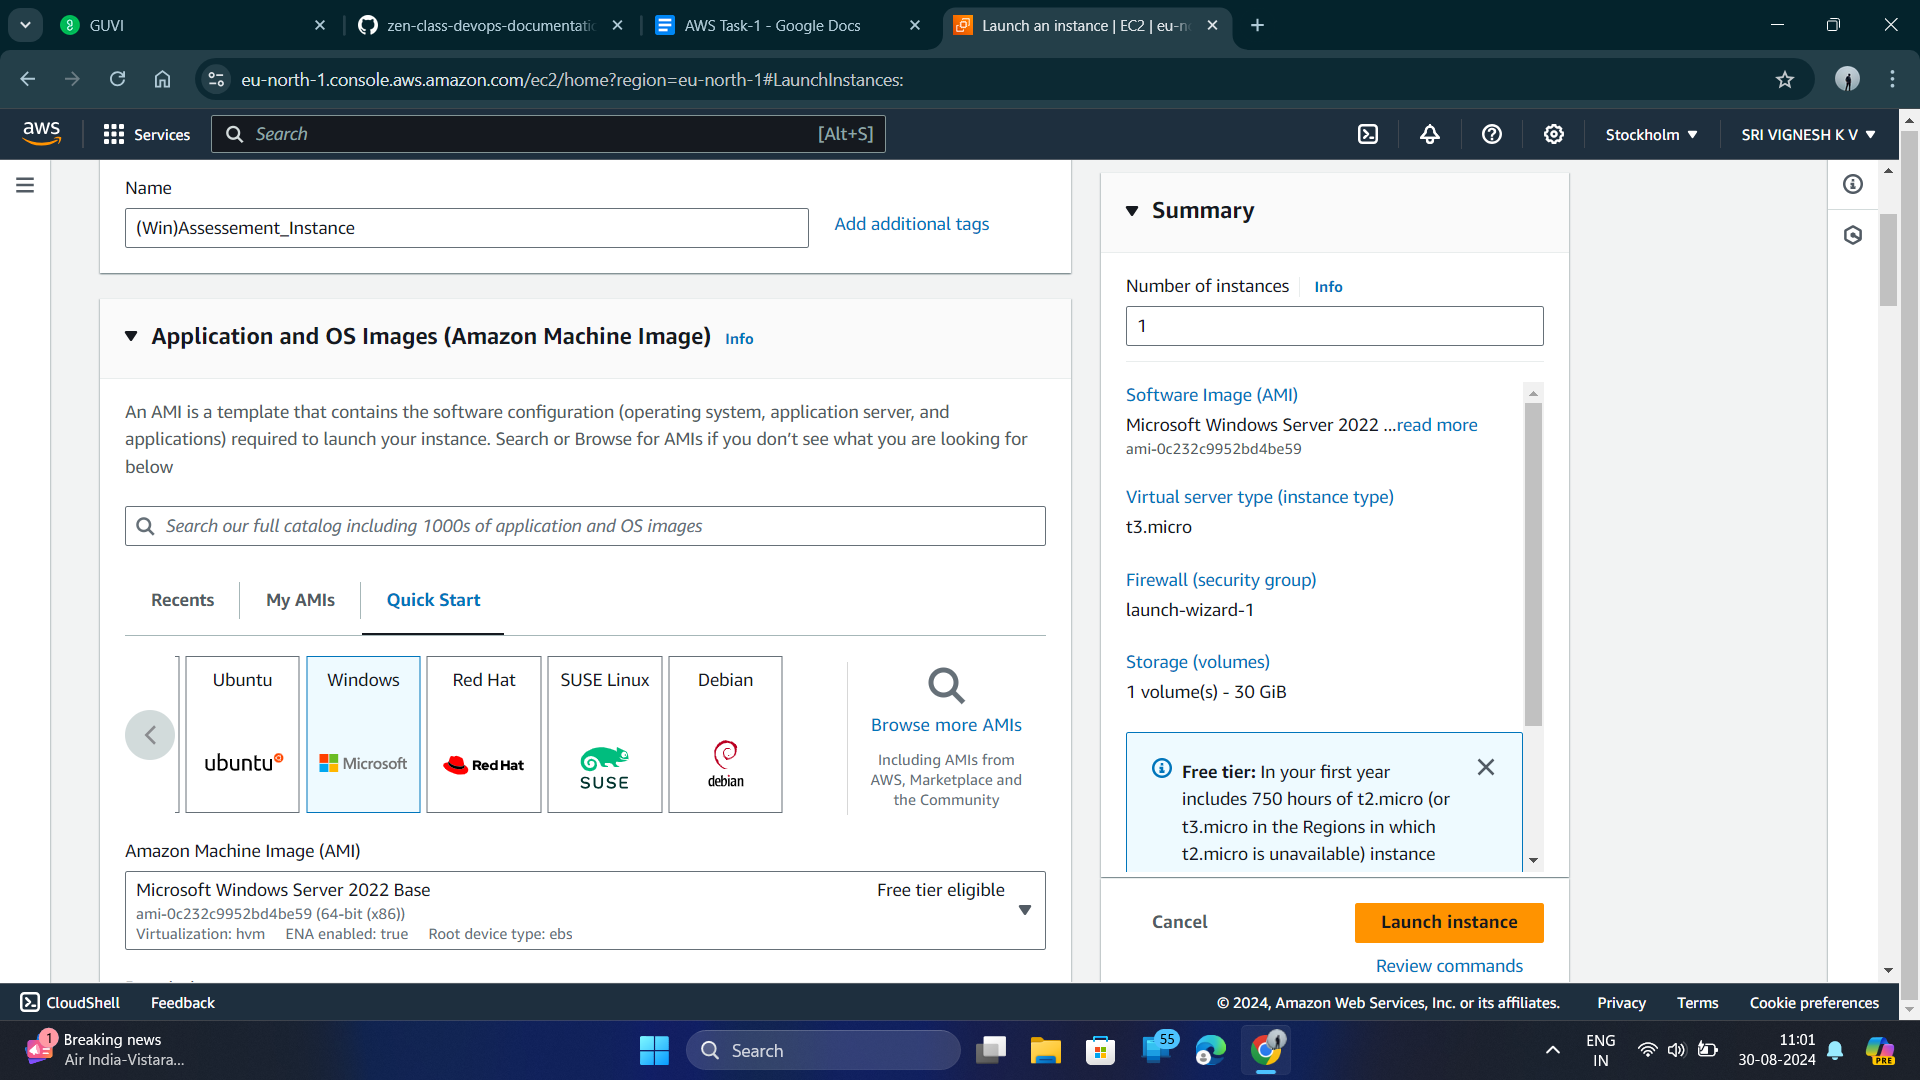 GUVI
zen-class-devops-documentatio
AWS Task-1 - Google Docs
Launch an instance | EC2 | eu-n
eu-north-1.console.aws.amazon.com/ec2/home?region=eu-north-1#LaunchInstances:
aws
Services
Search
[Alt+S]
Stockholm
SRI VIGNESH K V
Name
(Win)Assessement_Instance
Add additional tags
Application and OS Images (Amazon Machine Image) Info
An AMI is a template that contains the software configuration (operating system, application server, and
applications) required to launch your instance. Search or Browse for AMIs if you don’t see what you are looking for
below
Search our full catalog including 1000s of application and OS images
Recents
My AMIs
Quick Start
Ubuntu
ubuntu
Windows
Microsoft
Red Hat
Red Hat
SUSE Linux
SUSE
Debian
debian
Browse more AMIs
Including AMIs from
AWS, Marketplace and
the Community
Amazon Machine Image (AMI)
Microsoft Windows Server 2022 Base
Free tier eligible
ami-0c232c9952bd4be59 (64-bit (x86))
Virtualization: hvm ENA enabled: true Root device type: ebs
Summary
Number of instances Info
1
Software Image (AMI)
Microsoft Windows Server 2022 ...read more
ami-0c232c9952bd4be59
Virtual server type (instance type)
t3.micro
Firewall (security group)
launch-wizard-1
Storage (volumes)
1 volume(s) - 30 GiB
Free tier: In your first year
includes 750 hours of t2.micro (or
t3.micro in the Regions in which
t2.micro is unavailable) instance
Cancel
Launch instance
Review commands
CloudShell
Feedback
© 2024, Amazon Web Services, Inc. or its affiliates.
Privacy
Terms
Cookie preferences
1
Breaking news
Air India-Vistara...
Search
55
ENG
IN
11:01
30-08-2024
PRE